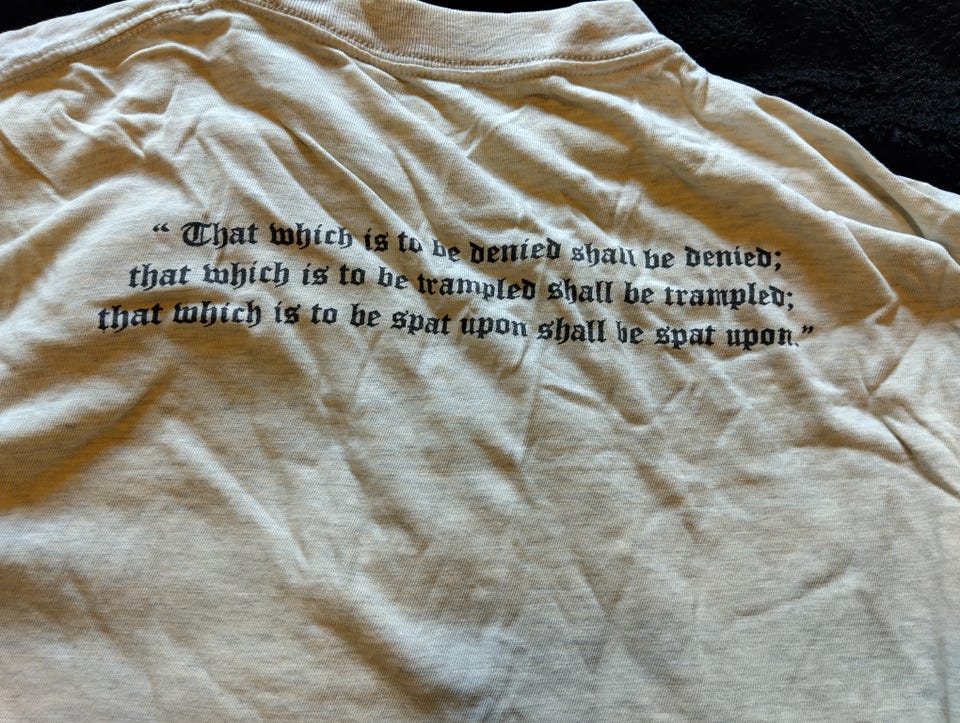 “ That which is to be denied shall be denied;
that which is to be trampled shall be trampled;
that which is to be spat upon shall be spat upon.”